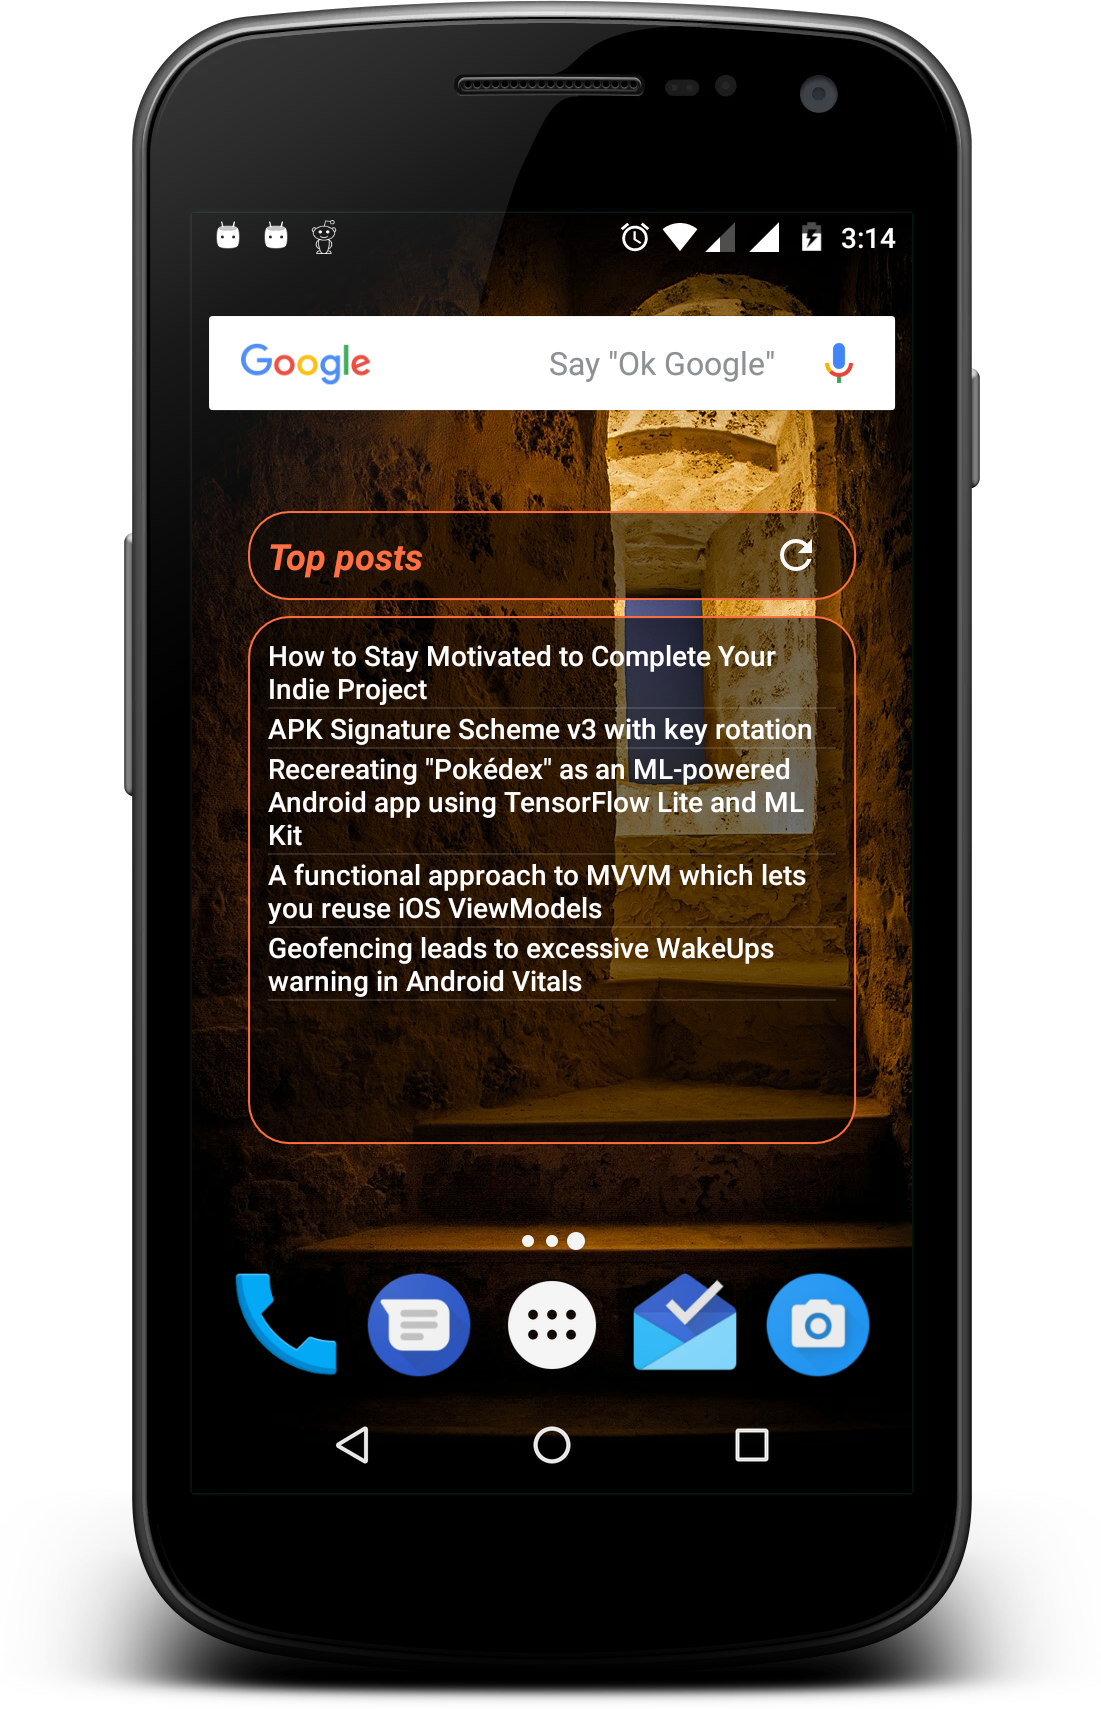 3:14
Google
Say "Ok Google"
Top posts
How to Stay Motivated to Complete Your
Indie Project
APK Signature Scheme v3 with key rotation
Recereating "Pokédex" as an ML-powered
Android app using TensorFlow Lite and ML
Kit
A functional approach to MVVM which lets
you reuse iOS ViewModels
Geofencing leads to excessive WakeUps
warning in Android Vitals